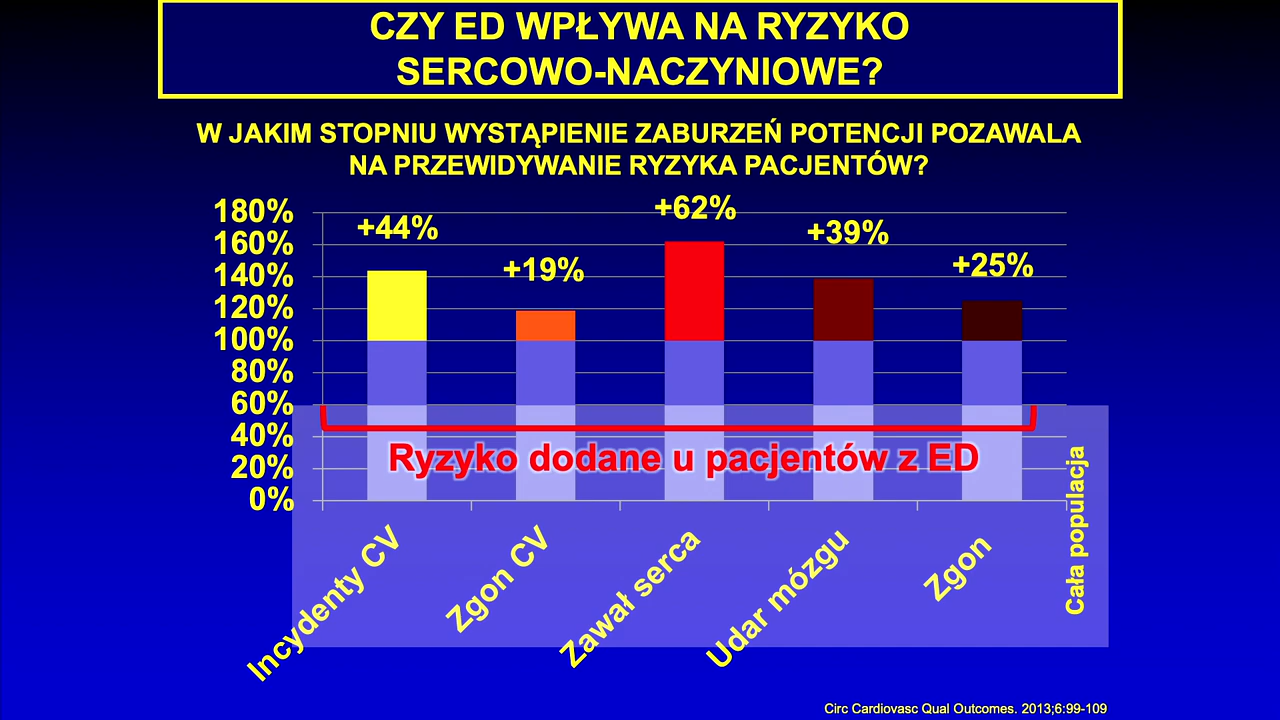 CZY ED WPŁYWA NA RYZYKO
SERCOWO-NACZYNIOWE?
W JAKIM STOPNIU WYSTĄPIENIE ZABURZEŃ POTENCJI POZAWALA
NA PRZEWIDYWANIE RYZYKA PACJENTÓW?
180%
160%
140%
120%
100%
80%
60%
40%
20%
0%
+44%
+19%
+62%
+39%
+25%
Ryzyko dodane u pacjentów z ED
Incydenty CV
Zgon CV
Zawał serca
Udar mózgu
Zgon
Cała populacja
Circ Cardiovasc Qual Outcomes. 2013;6:99-109